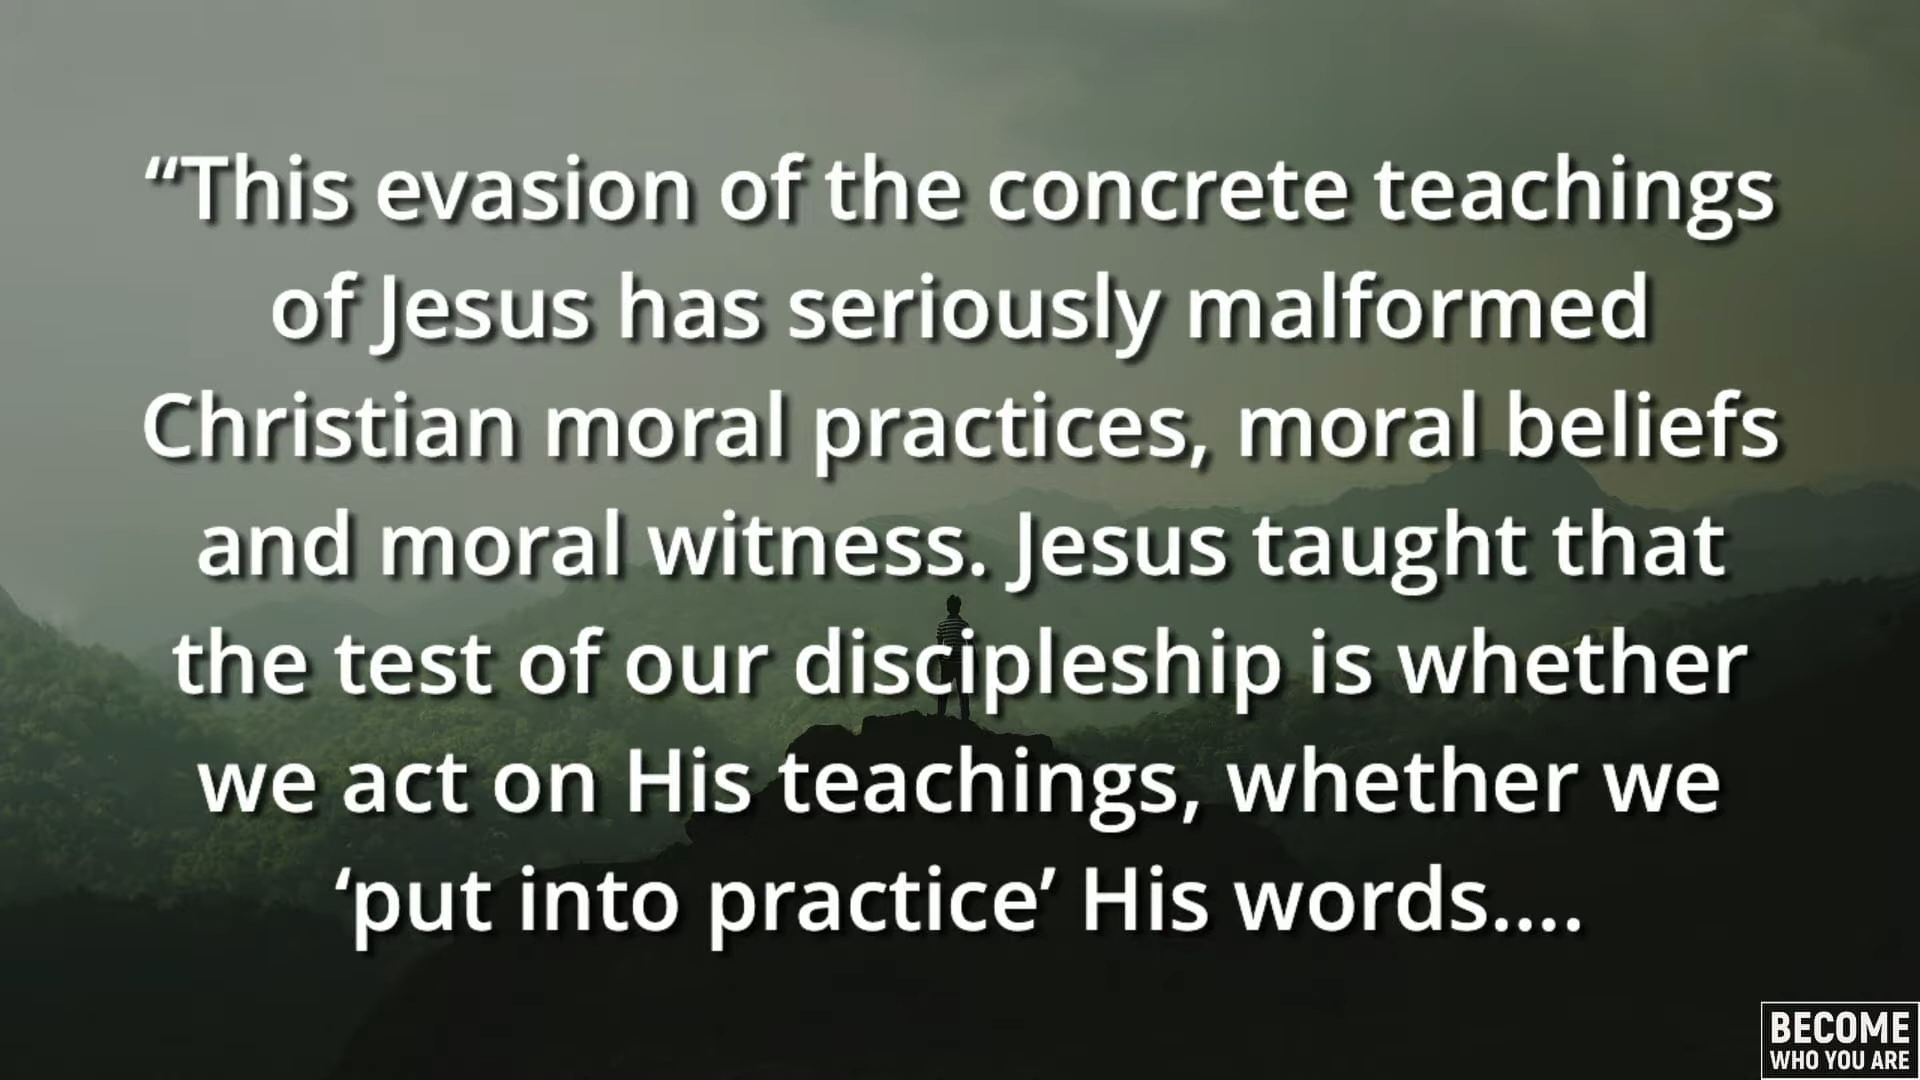 “This evasion of the concrete teachings
of Jesus has seriously malformed
Christian moral practices, moral beliefs
and moral witness. Jesus taught that
the test of our discipleship is whether
we act on His teachings, whether we
‘put into practice’ His words....
BECOME
WHO YOU ARE